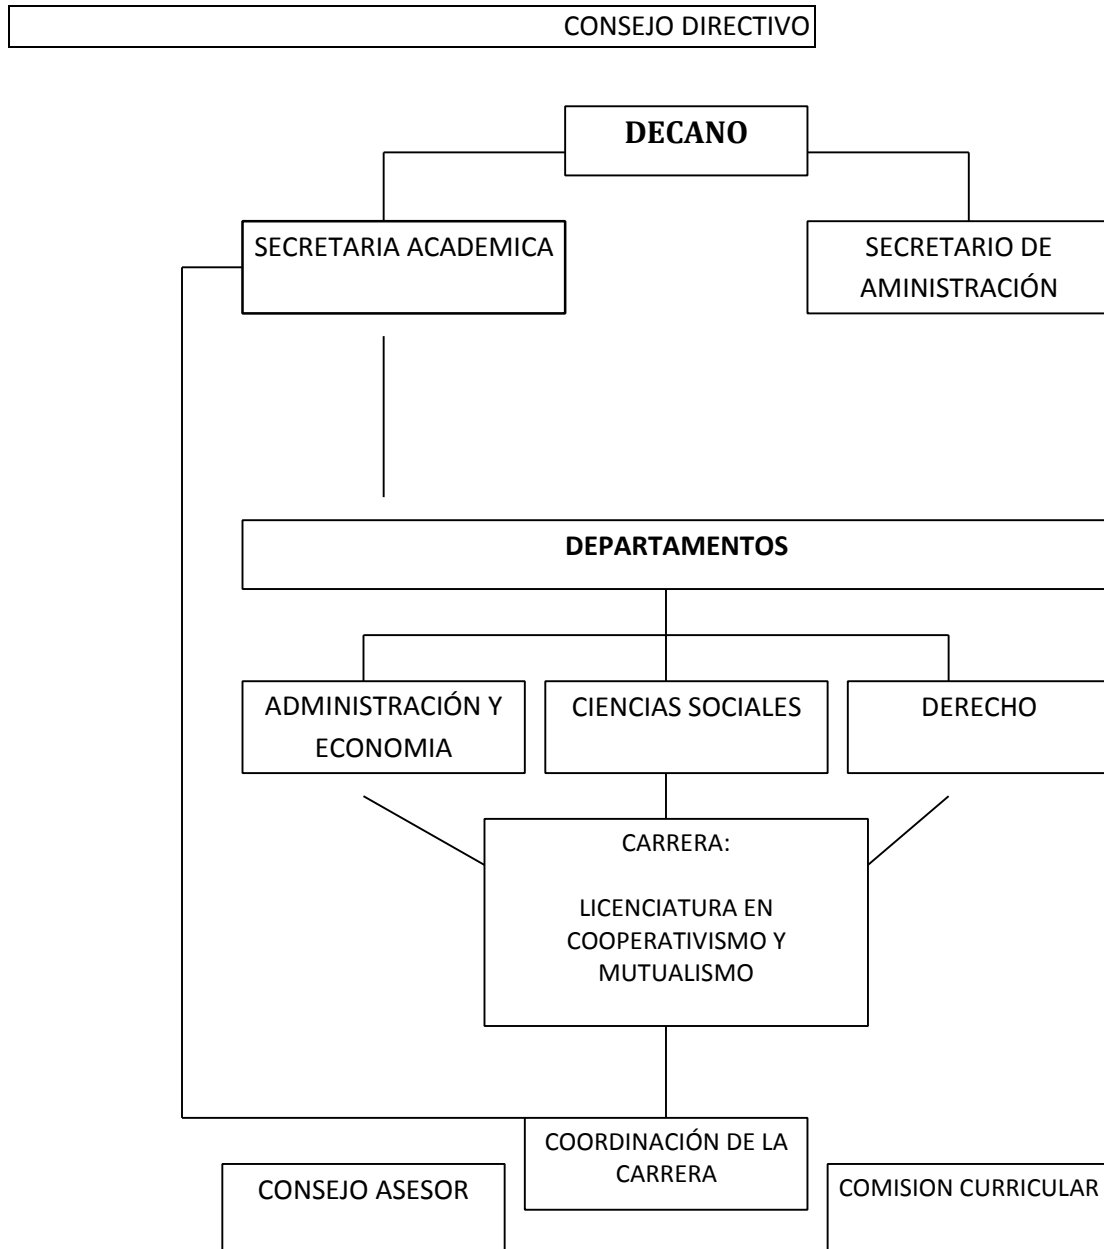 CONSEJO DIRECTIVO
DECANO
SECRETARIA ACADEMICA
SECRETARIO DE
AMINISTRACIÓN
DEPARTAMENTOS
ADMINISTRACIÓN Y
ECONOMIA
CIENCIAS SOCIALES
DERECHO
CARRERA:
LICENCIATURA EN
COOPERATIVISMO Y
MUTUALISMO
COORDINACIÓN DE LA
CARRERA
CONSEJO ASESOR
COMISION CURRICULAR